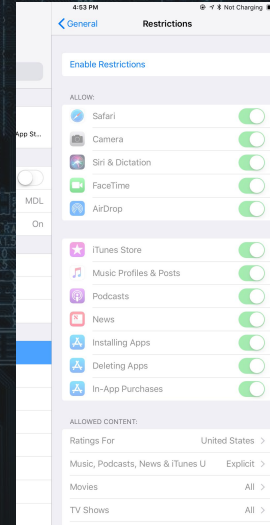 4:53 PM
Not Charging
General
Restrictions
Enable Restrictions
ALLOW:
Safari
Camera
App St...
Siri & Dictation
FaceTime
AirDrop
MDL
On
iTunes Store
Music Profiles & Posts
Podcasts
News
Installing Apps
Deleting Apps
In-App Purchases
ALLOWED CONTENT:
Ratings For United States
Music, Podcasts, News & iTunes U Explicit
Movies All
TV Shows All